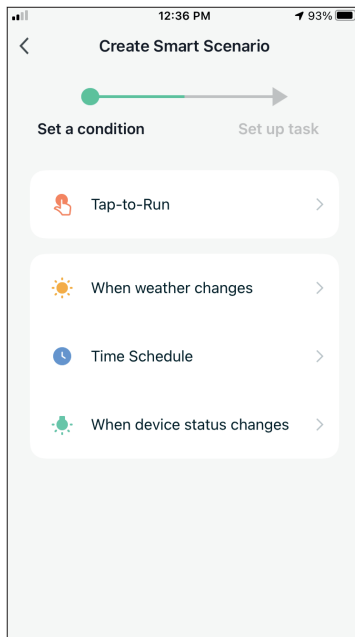 12:36 PM
93%
Create Smart Scenario
Set a condition
Set up task
Tap-to-Run
When weather changes
Time Schedule
When device status changes